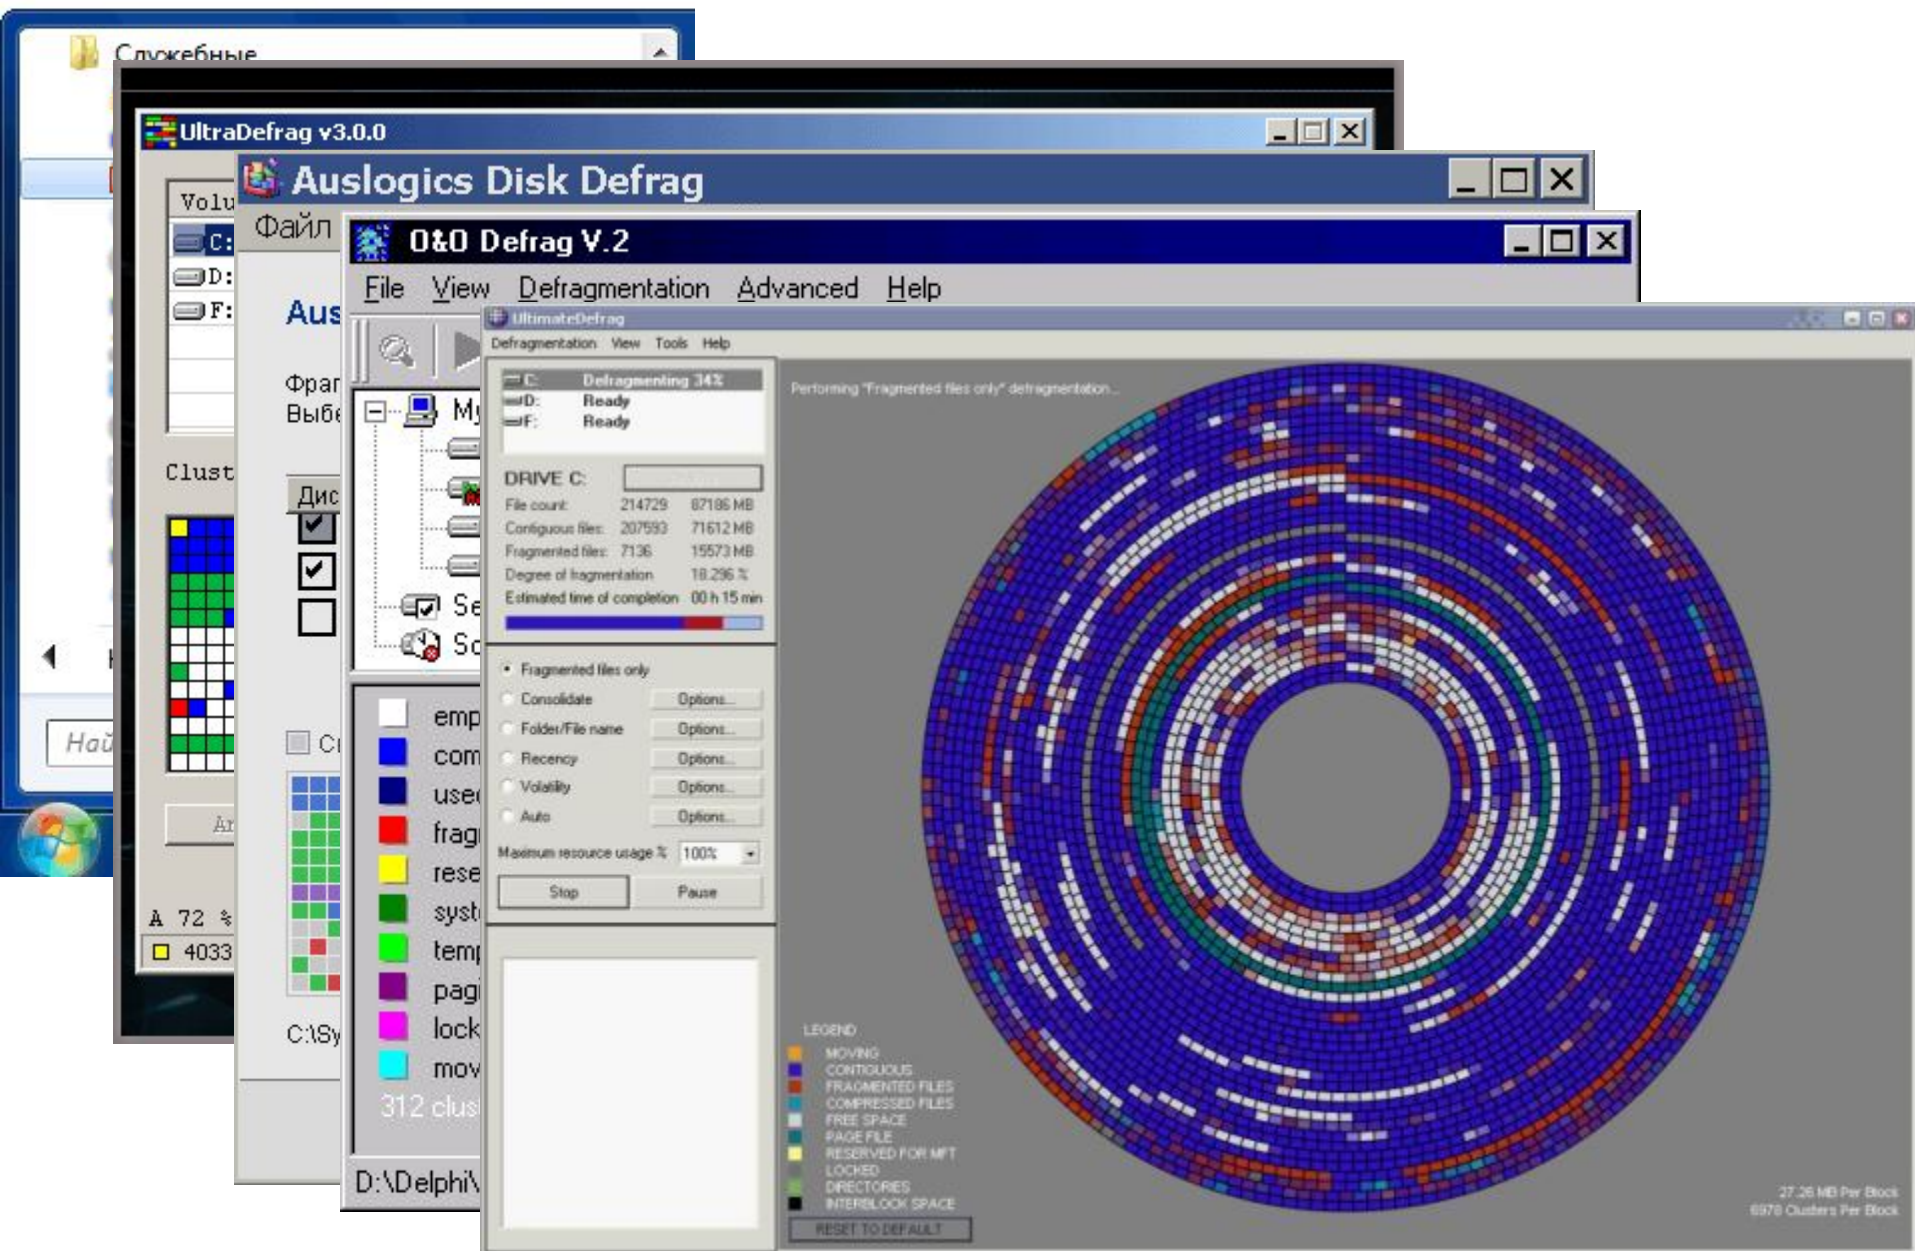 Служебные
UltraDefrag v3.0.0
Volu
C:
D:
F:
Clust
A 72 %
4033
Auslogics Disk Defrag
Файл
Aus
Фраг
Выбе
Дис
C:\Sy
O&O Defrag V.2
File View Defragmentation Advanced Help
My
Se
Sc
emp
com
used
frag
rese
syst
temp
pagi
lock
mov
312 clus
D:\Delphi\
UltimateDefrag
Defragmentation View Tools Help
C: Defragmenting 34%
D: Ready
F: Ready
DRIVE C:
File count: 214729 87186 MB
Contiguous files: 207593 71612 MB
Fragmented files: 7136 15573 MB
Degree of fragmentation 18.296 %
Estimated time of completion 00 h 15 min
Fragmented files only
Consolidate Options...
Folder/File name Options...
Recency Options...
Volatility Options...
Auto Options...
Maximum resource usage % 100%
Stop Pause
Performing "Fragmented files only" defragmentation...
LEGEND
MOVING
CONTIGUOUS
FRAGMENTED FILES
COMPRESSED FILES
FREE SPACE
PAGE FILE
RESERVED FOR MFT
LOCKED
DIRECTORIES
INTERBLOCK SPACE
RESET TO DEFAULT
27.26 MB Per Block
6978 Clusters Per Block